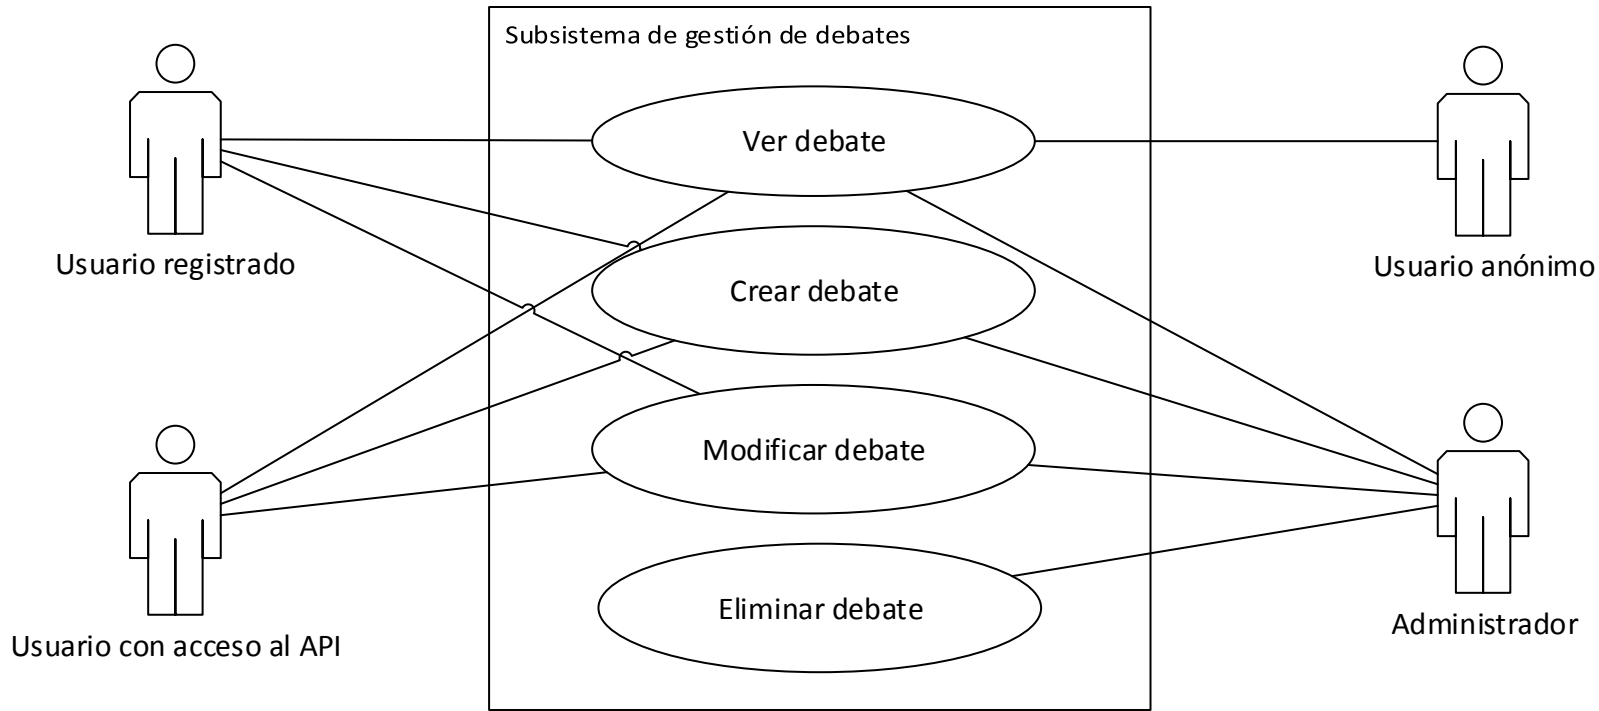 Subsistema de gestión de debates
Ver debate
Usuario registrado
Usuario anónimo
Crear debate
Modificar debate
Eliminar debate
Usuario con acceso al API
Administrador